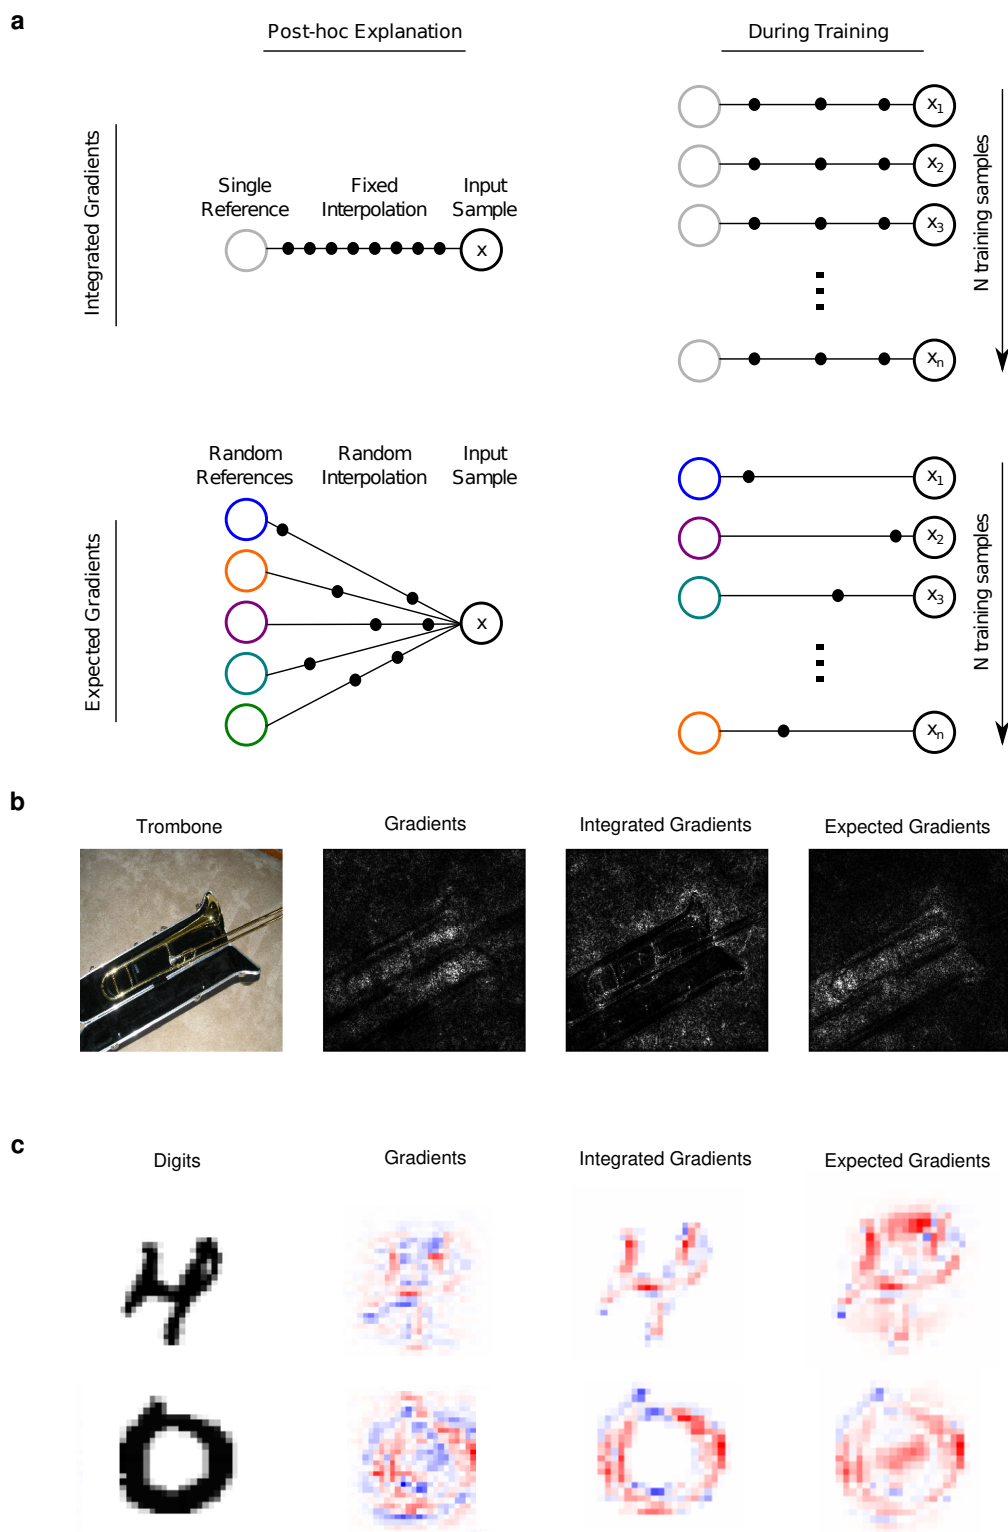 a
Post-hoc Explanation
During Training
Integrated Gradients
Single
Reference
Fixed
Interpolation
Input
Sample
x
x1
x2
x3
xn
N training samples
Expected Gradients
Random
References
Random
Interpolation
Input
Sample
x
x1
x2
x3
xn
N training samples
b
Trombone
Gradients
Integrated Gradients
Expected Gradients
c
Digits
Gradients
Integrated Gradients
Expected Gradients
4
0